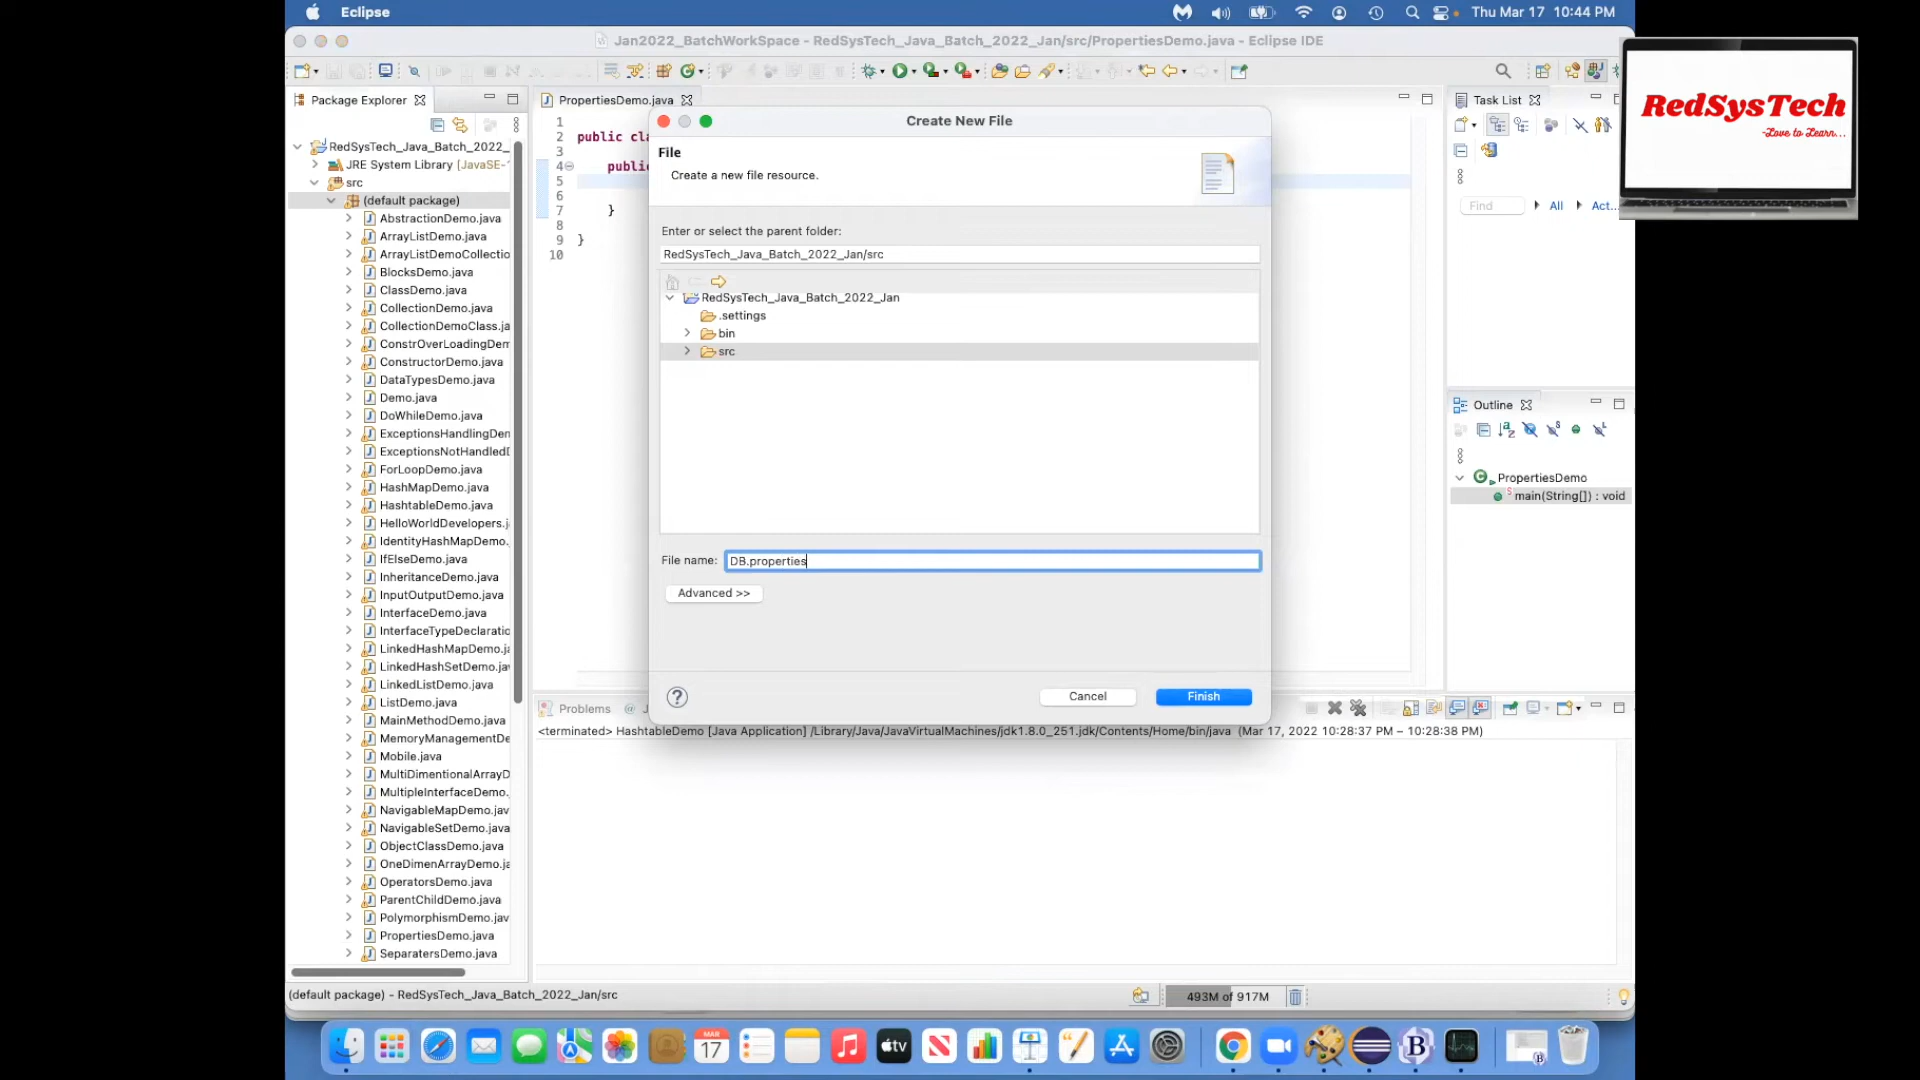 Eclipse
Thu Mar 17 10:44 PM
Jan2022_BatchWorkSpace - RedSysTech_Java_Batch_2022_Jan/src/PropertiesDemo.java - Eclipse IDE
RedSysTech
-Love to Learn...
Package Explorer
PropertiesDemo.java
Task List
Find
All
Act...
RedSysTech_Java_Batch_2022_
JRE System Library [JavaSE-
src
(default package)
AbstractionDemo.java
ArrayListDemo.java
ArrayListDemoCollectio
BlocksDemo.java
ClassDemo.java
CollectionDemo.java
CollectionDemoClass.ja
ConstrOverLoadingDem
ConstructorDemo.java
DataTypesDemo.java
Demo.java
DoWhileDemo.java
ExceptionsHandlingDem
ExceptionsNotHandled
ForLoopDemo.java
HashMapDemo.java
HashtableDemo.java
HelloWorldDevelopers.j
IdentityHashMapDemo.
IfElseDemo.java
InheritanceDemo.java
InputOutputDemo.java
InterfaceDemo.java
InterfaceTypeDeclaratio
LinkedHashMapDemo.j
LinkedHashSetDemo.jav
LinkedListDemo.java
ListDemo.java
MainMethodDemo.java
MemoryManagementDe
Mobile.java
MultiDimentionalArrayD
MultipleInterfaceDemo.
NavigableMapDemo.java
NavigableSetDemo.java
ObjectClassDemo.java
OneDimenArrayDemo.ja
OperatorsDemo.java
ParentChildDemo.java
PolymorphismDemo.jav
PropertiesDemo.java
SeparatersDemo.java
1
2 public cla
3
4 public
5
6
7 }
8
9 }
10
Create New File
File
Create a new file resource.
Enter or select the parent folder:
RedSysTech_Java_Batch_2022_Jan/src
RedSysTech_Java_Batch_2022_Jan
.settings
bin
src
File name: DB.properties
Advanced >>
?
Cancel
Finish
Outline
PropertiesDemo
main(String[]) : void
Problems
@ J
<terminated> HashtableDemo [Java Application] /Library/Java/JavaVirtualMachines/jdk1.8.0_251.jdk/Contents/Home/bin/java (Mar 17, 2022 10:28:37 PM – 10:28:38 PM)
(default package) - RedSysTech_Java_Batch_2022_Jan/src
493M of 917M
MAR
17
tv